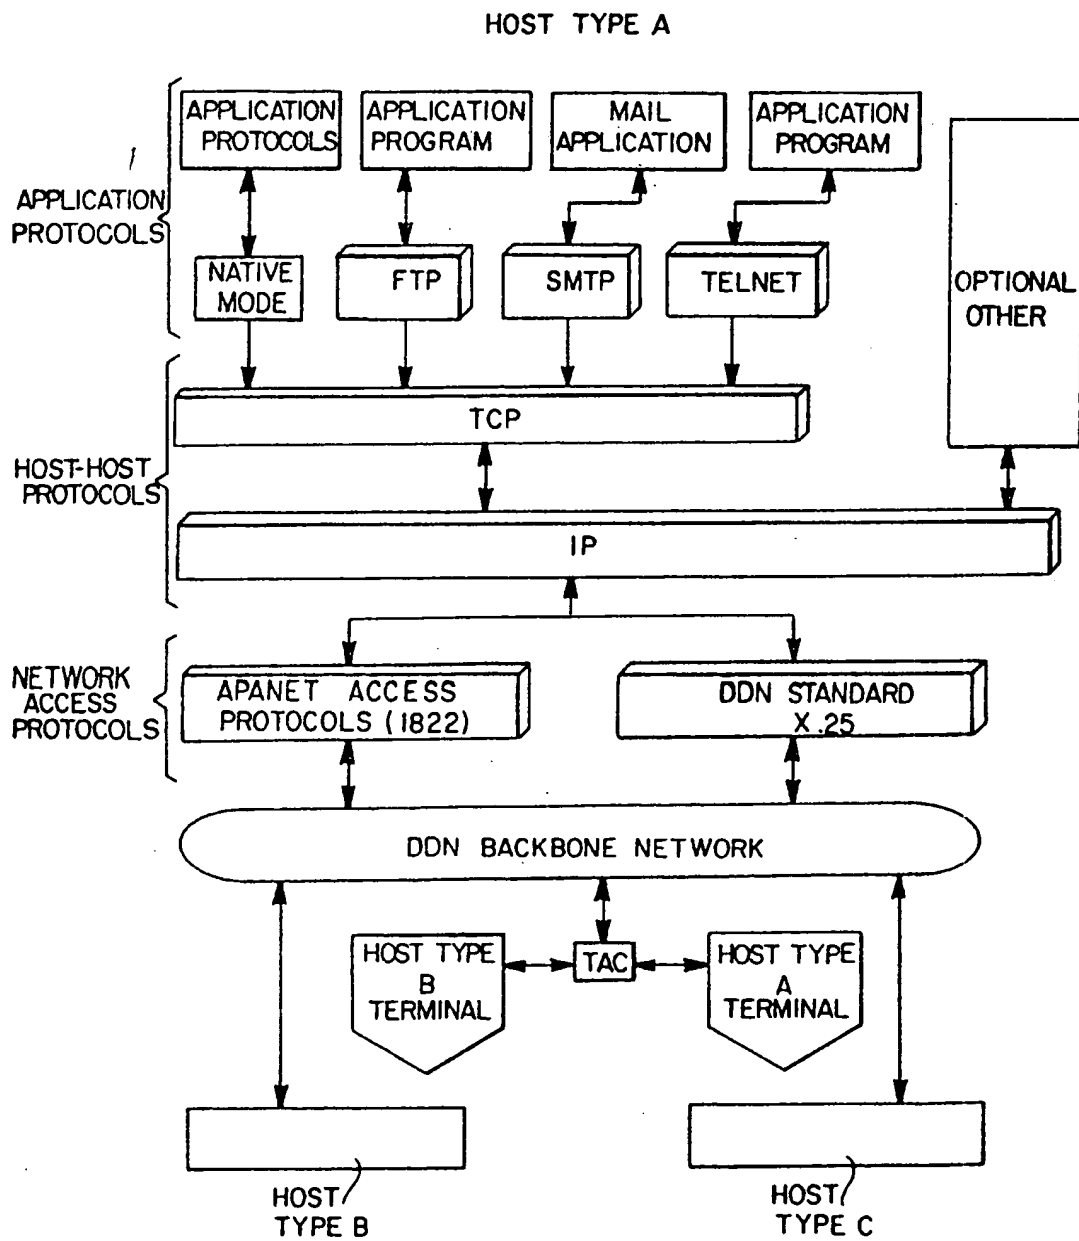 HOST TYPE A
APPLICATION
PROTOCOLS
APPLICATION
PROGRAM
MAIL
APPLICATION
APPLICATION
PROGRAM
APPLICATION
PROTOCOLS
NATIVE
MODE
FTP
SMTP
TELNET
OPTIONAL
OTHER
TCP
HOST-HOST
PROTOCOLS
IP
NETWORK
ACCESS
PROTOCOLS
APANET ACCESS
PROTOCOLS (1822)
DDN STANDARD
X.25
DDN BACKBONE NETWORK
HOST TYPE
B
TERMINAL
TAC
HOST TYPE
A
TERMINAL
HOST
TYPE B
HOST
TYPE C